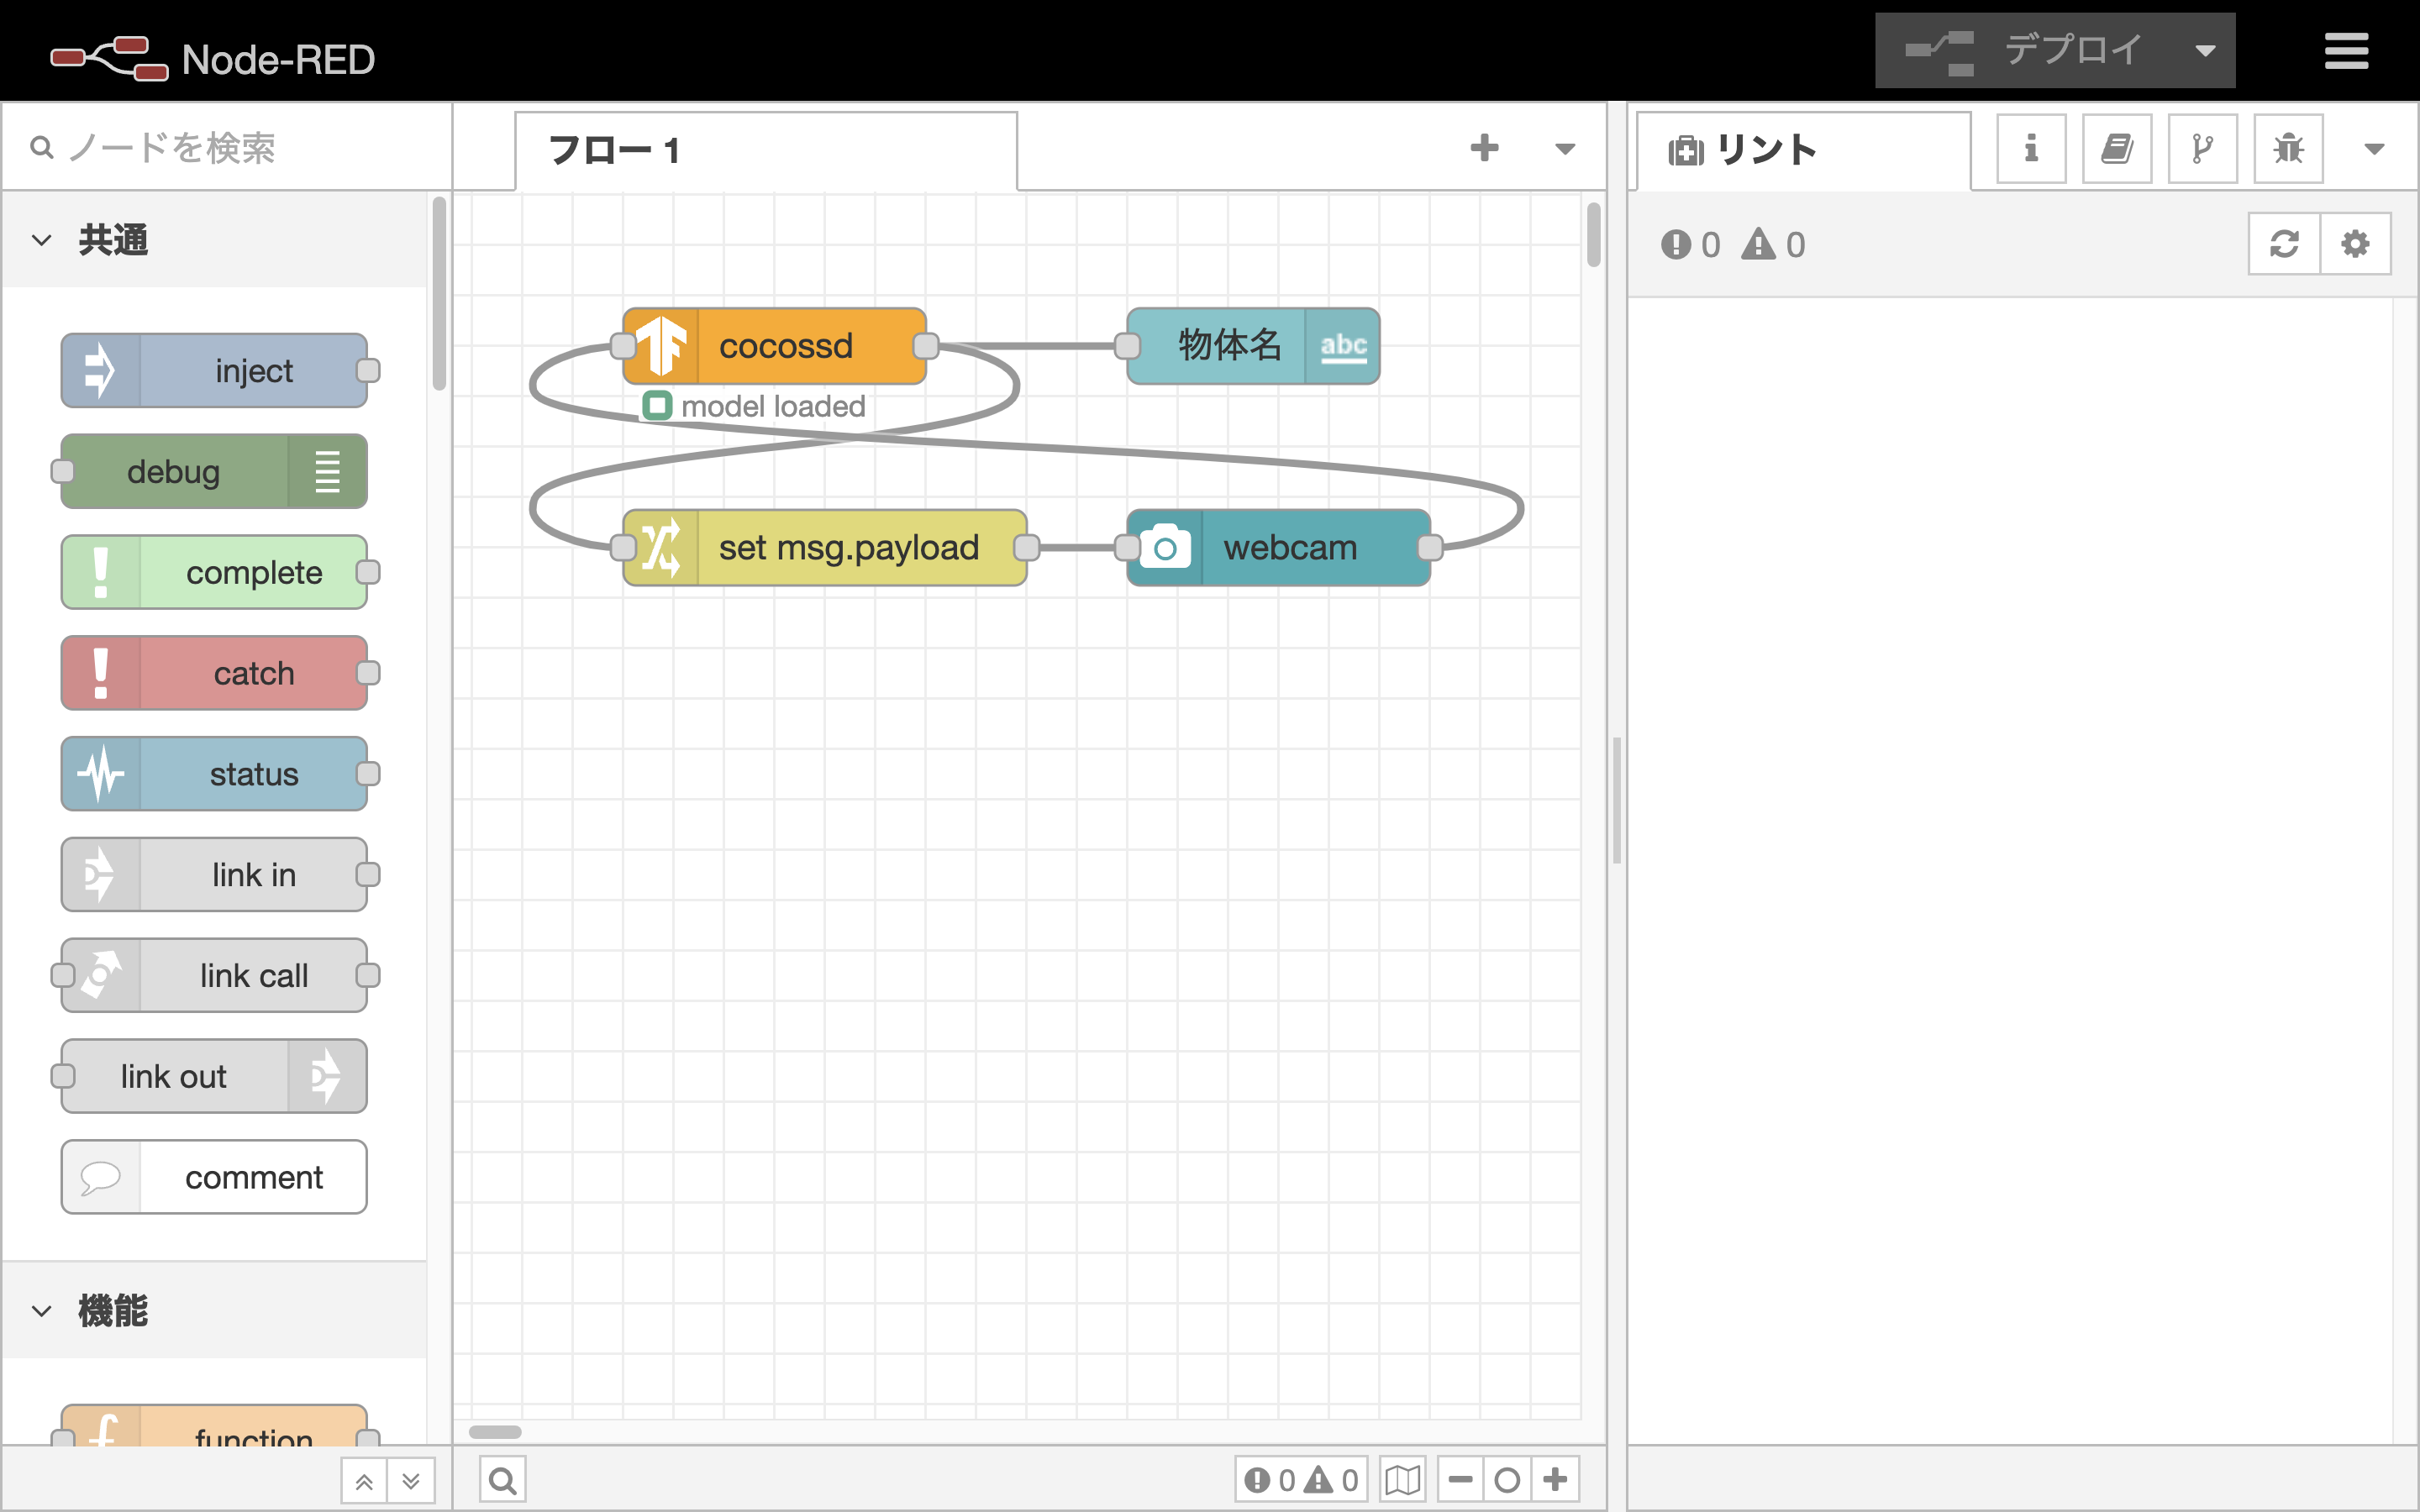 Node-RED
デプロイ
ノードを検索
フロー 1
リント
共通
0 0
inject
debug
complete
catch
status
link in
link call
link out
comment
機能
function
cocossd
物体名
abc
model loaded
set msg.payload
webcam
0 0